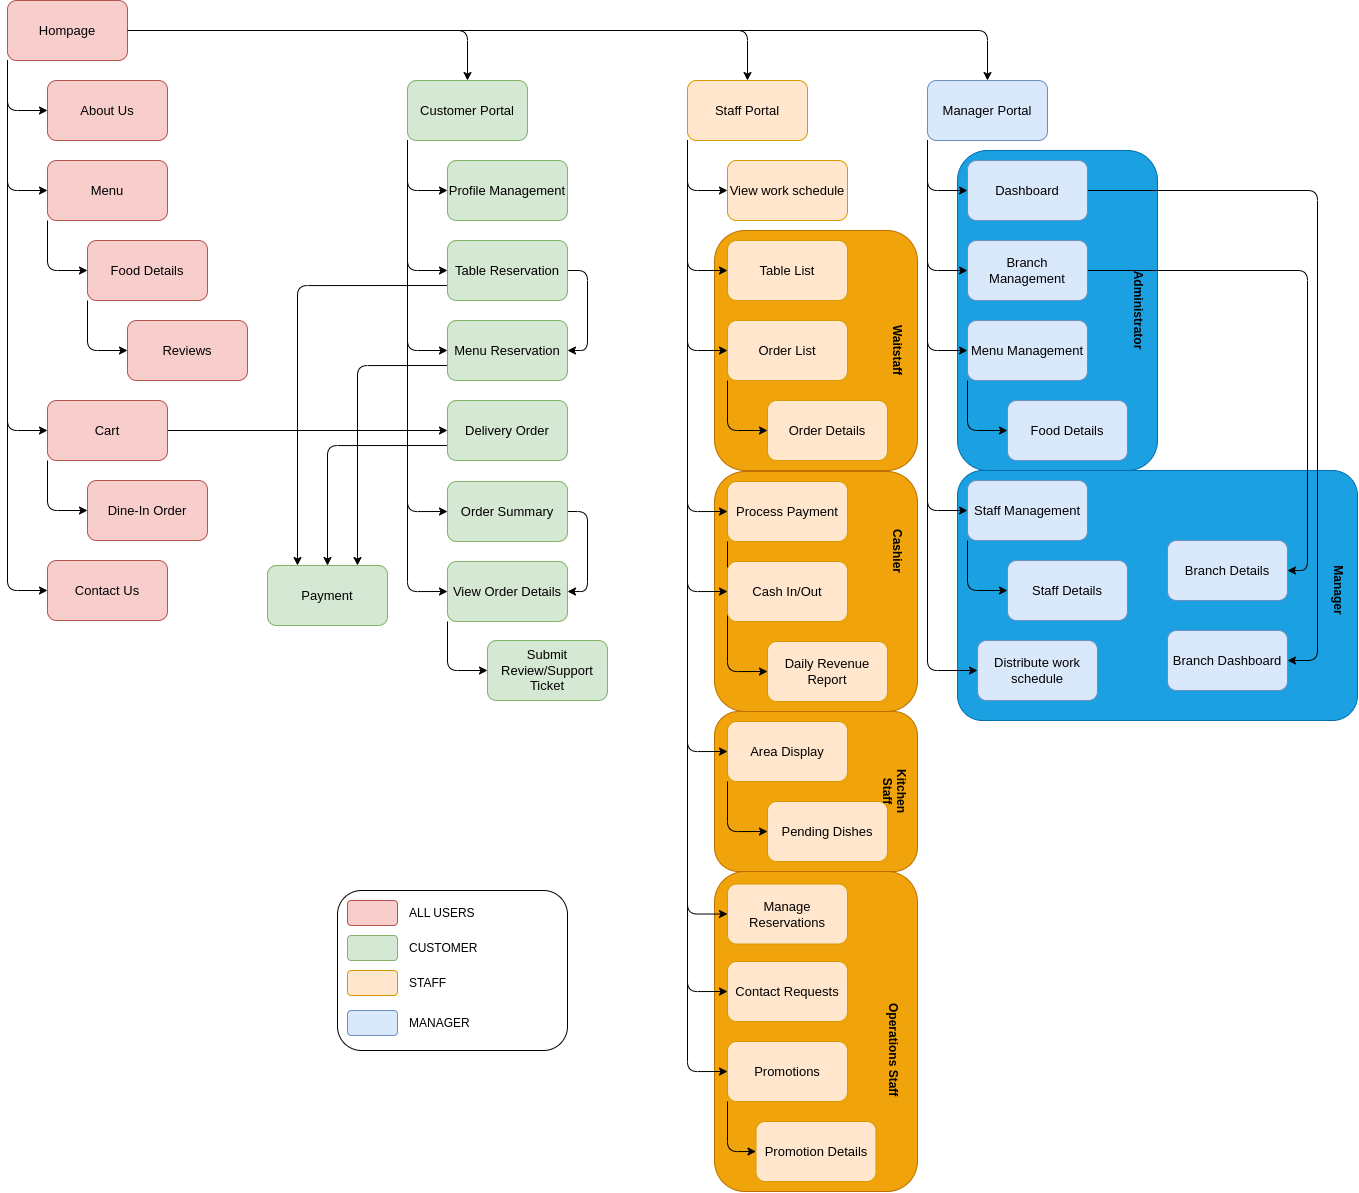 Hompage
About Us
Menu
Food Details
Reviews
Cart
Dine-In Order
Contact Us
Customer Portal
Profile Management
Table Reservation
Menu Reservation
Delivery Order
Order Summary
View Order Details
Submit
Review/Support
Ticket
Payment
Staff Portal
View work schedule
Waitstaff
Table List
Order List
Order Details
Cashier
Process Payment
Cash In/Out
Daily Revenue
Report
Kitchen
Staff
Area Display
Pending Dishes
Operations Staff
Manage
Reservations
Contact Requests
Promotions
Promotion Details
Manager Portal
Administrator
Dashboard
Branch
Management
Menu Management
Food Details
Manager
Staff Management
Staff Details
Distribute work
schedule
Branch Details
Branch Dashboard
ALL USERS
CUSTOMER
STAFF
MANAGER